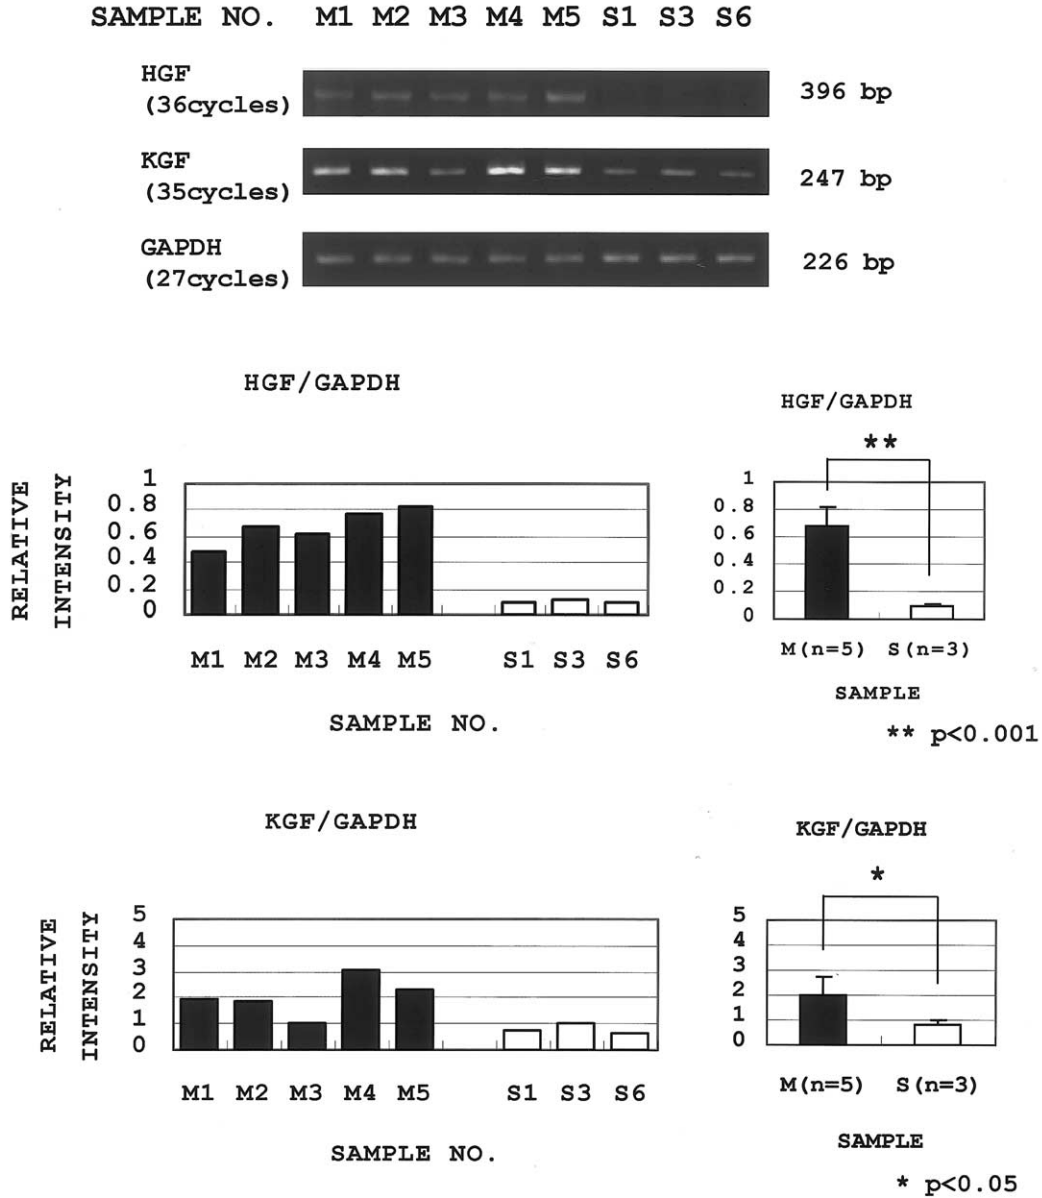 SAMPLE NO. M1 M2 M3 M4 M5 S1 S3 S6
HGF
(36cycles)
396 bp
KGF
(35cycles)
247 bp
GAPDH
(27cycles)
226 bp
HGF/GAPDH
RELATIVE
INTENSITY
1
0.8
0.6
0.4
0.2
0
M1 M2 M3 M4 M5 S1 S3 S6
SAMPLE NO.
HGF/GAPDH
**
1
0.8
0.6
0.4
0.2
0
M(n=5) S(n=3)
SAMPLE
** p<0.001
KGF/GAPDH
RELATIVE
INTENSITY
5
4
3
2
1
0
M1 M2 M3 M4 M5 S1 S3 S6
SAMPLE NO.
KGF/GAPDH
*
5
4
3
2
1
0
M(n=5) S(n=3)
SAMPLE
* p<0.05